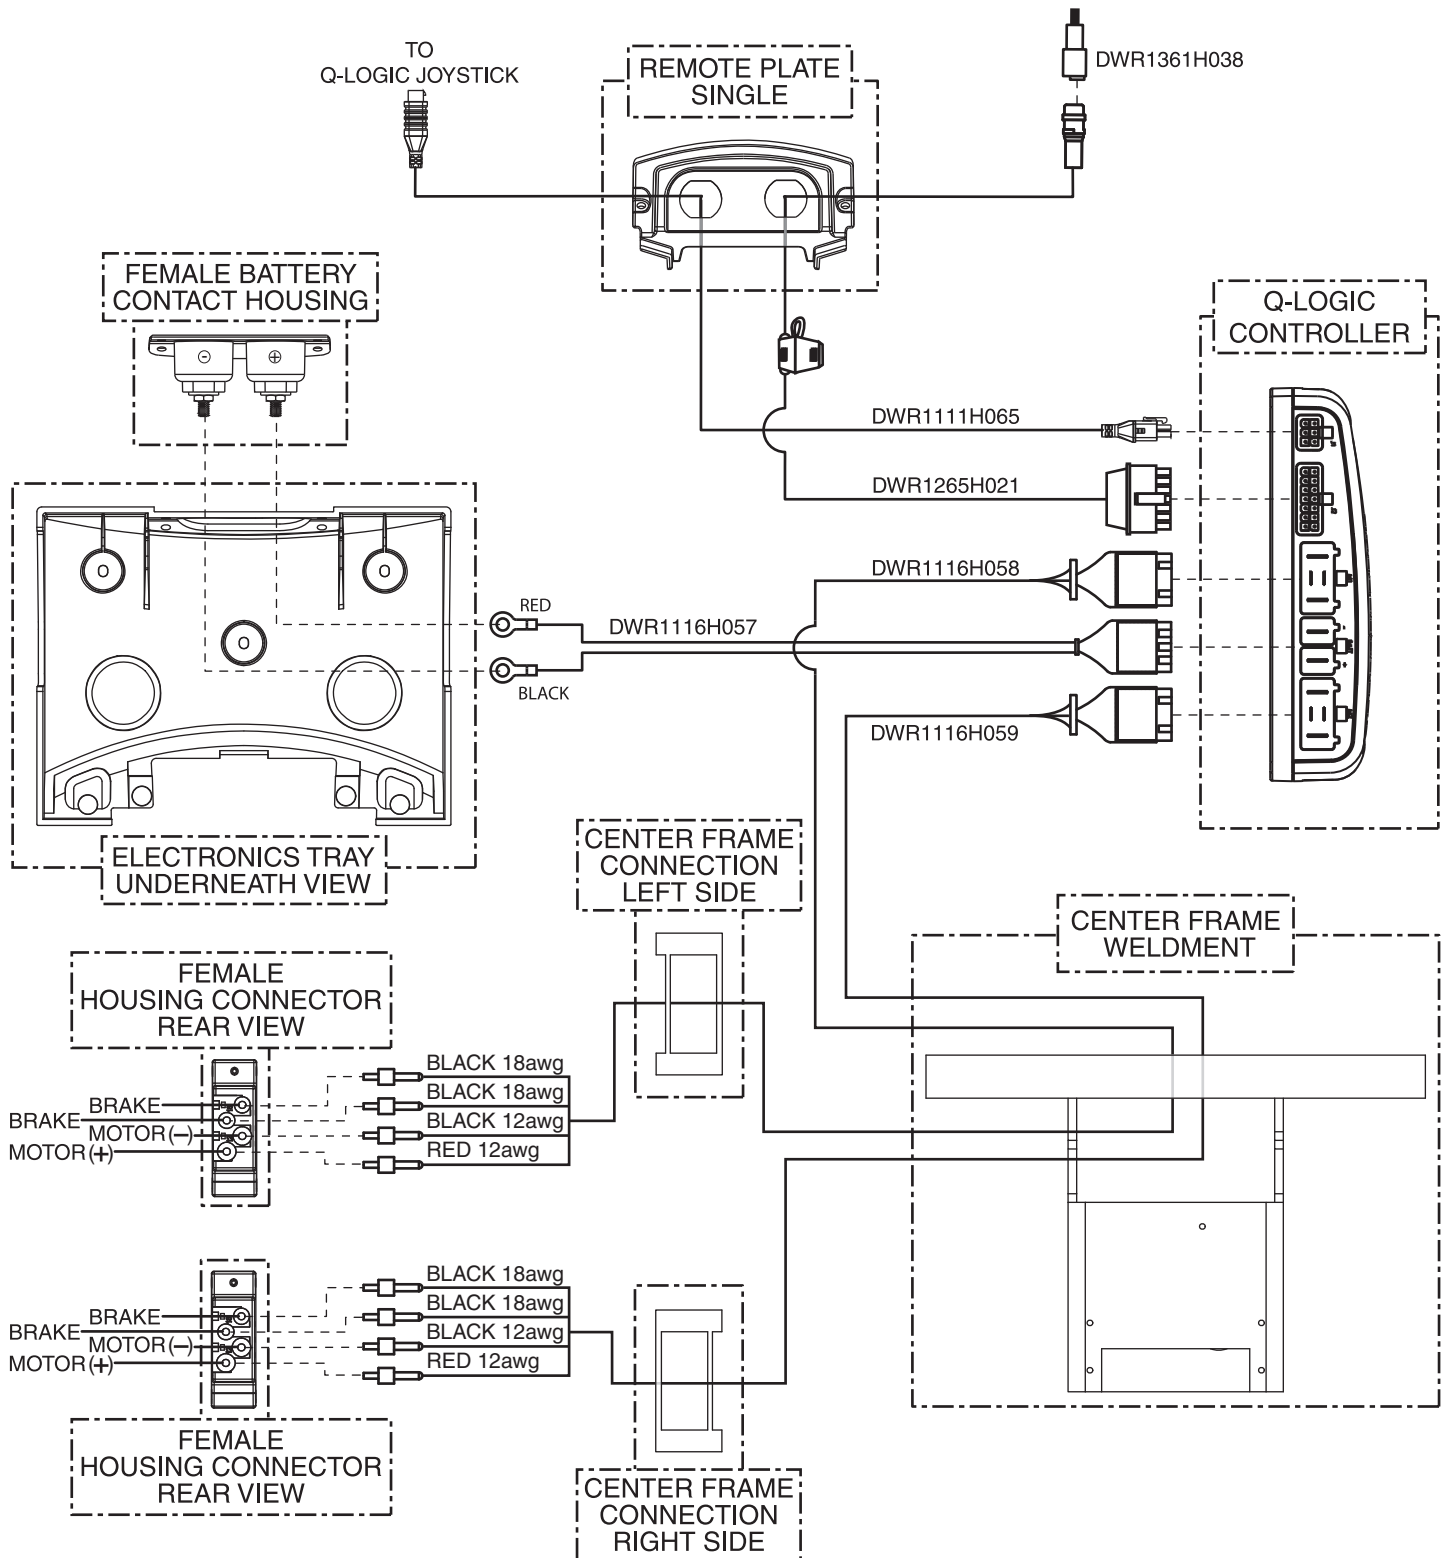 TO
Q-LOGIC JOYSTICK
REMOTE PLATE
SINGLE
DWR1361H038
FEMALE BATTERY
CONTACT HOUSING
- +
Q-LOGIC
CONTROLLER
DWR1111H065
DWR1265H021
DWR1116H058
RED
DWR1116H057
BLACK
DWR1116H059
ELECTRONICS TRAY
UNDERNEATH VIEW
CENTER FRAME
CONNECTION
LEFT SIDE
CENTER FRAME
WELDMENT
FEMALE
HOUSING CONNECTOR
REAR VIEW
BLACK 18awg
BLACK 18awg
BLACK 12awg
RED 12awg
BRAKE
BRAKE
MOTOR (−)
MOTOR (+)
BLACK 18awg
BLACK 18awg
BLACK 12awg
RED 12awg
BRAKE
BRAKE
MOTOR (−)
MOTOR (+)
FEMALE
HOUSING CONNECTOR
REAR VIEW
CENTER FRAME
CONNECTION
RIGHT SIDE